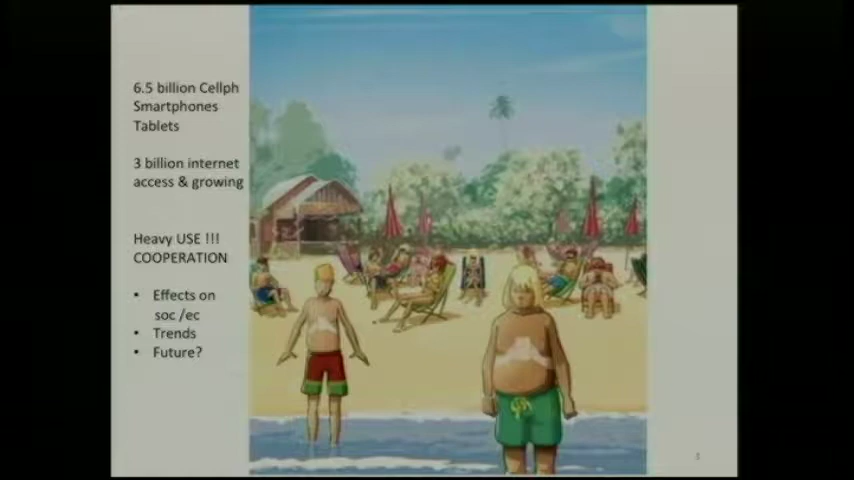 6.5 billion Cellph
Smartphones
Tablets
3 billion internet
access & growing
Heavy USE !!!
COOPERATION
• Effects on
soc /ec
• Trends
• Future?